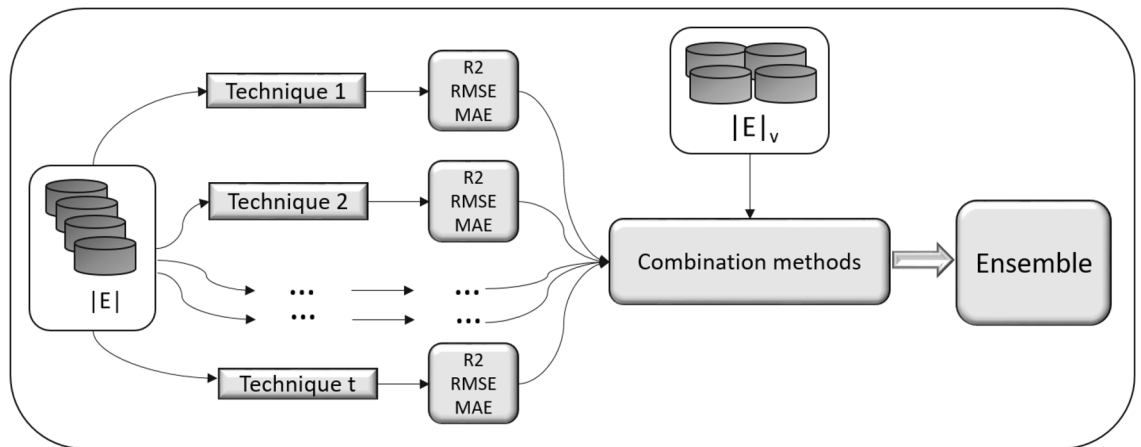 Technique 1
R2
RMSE
MAE
|E|v
Technique 2
R2
RMSE
MAE
Combination methods
Ensemble
|E|
... ...
... ...
Technique t
R2
RMSE
MAE